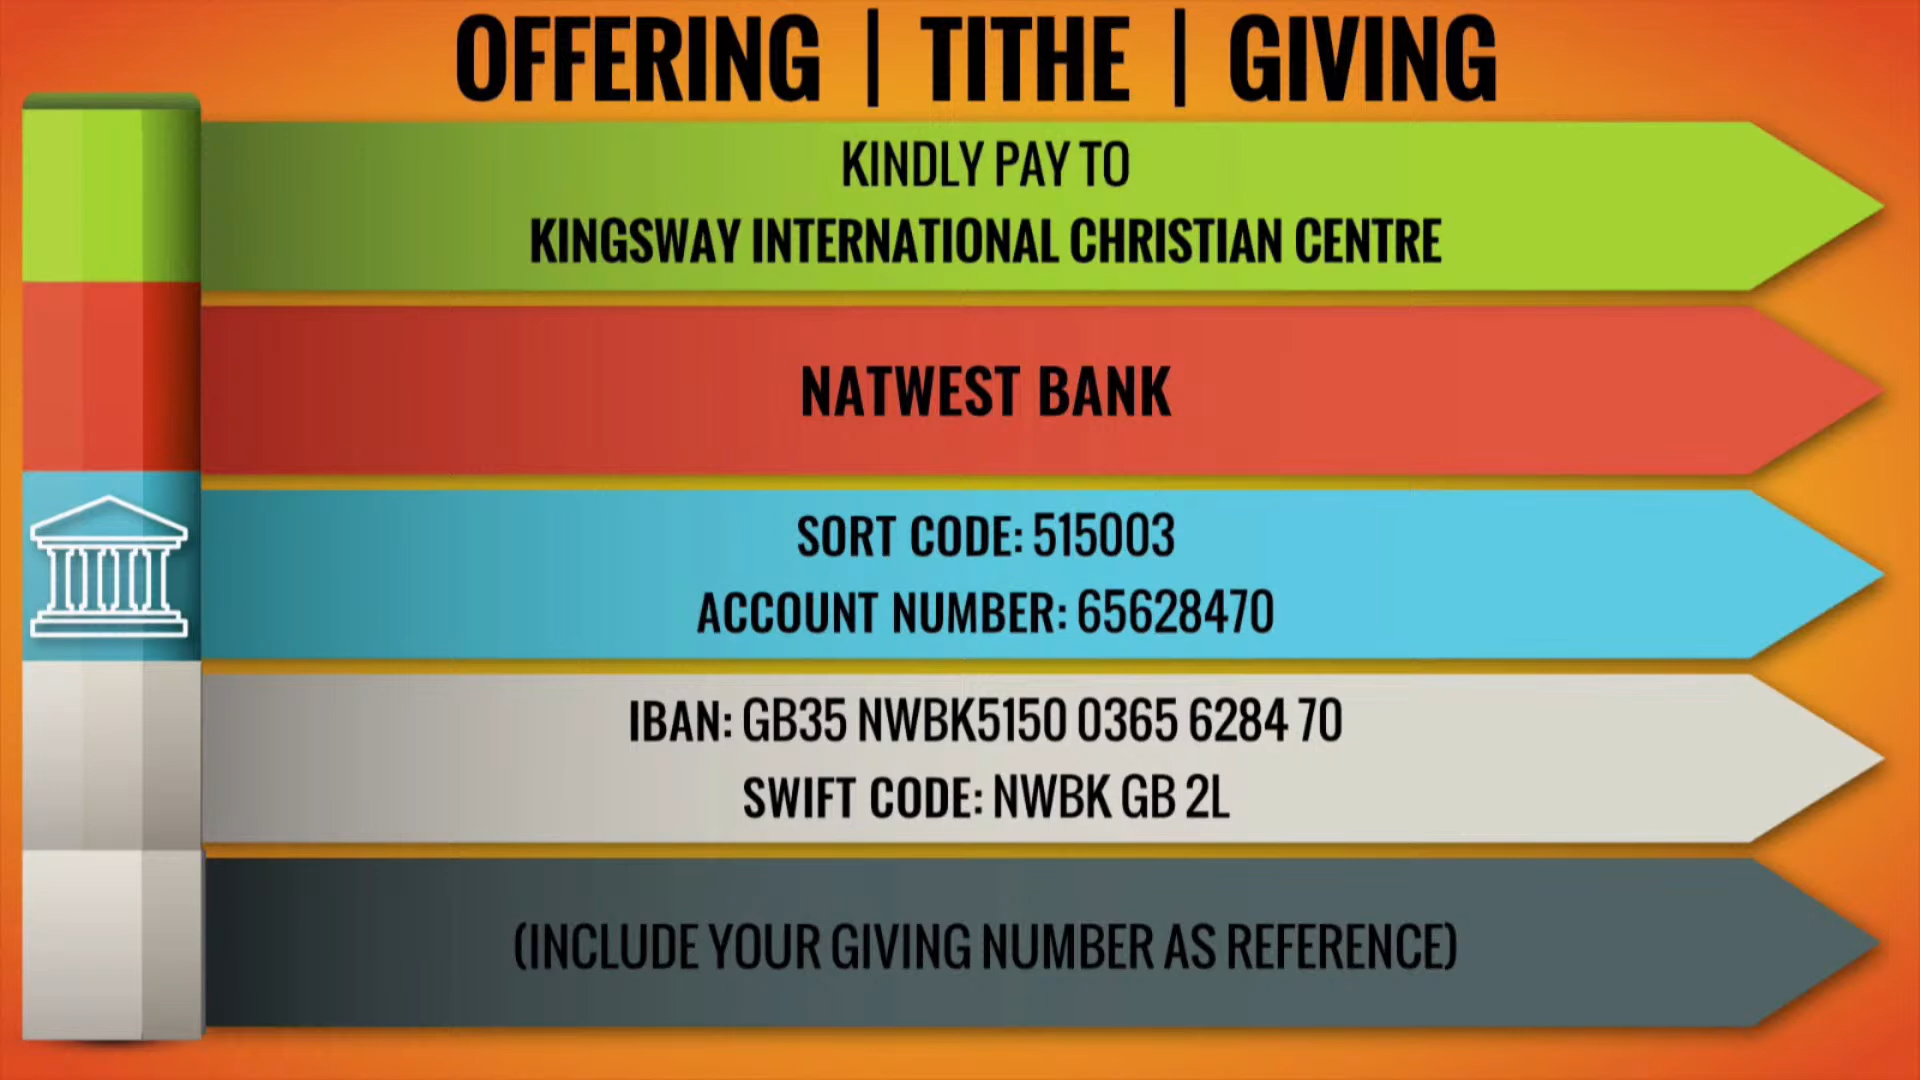 OFFERING | TITHE | GIVING
KINDLY PAY TO
KINGSWAY INTERNATIONAL CHRISTIAN CENTRE
NATWEST BANK
SORT CODE: 515003
ACCOUNT NUMBER: 65628470
IBAN: GB35 NWBK5150 0365 6284 70
SWIFT CODE: NWBK GB 2L
(INCLUDE YOUR GIVING NUMBER AS REFERENCE)